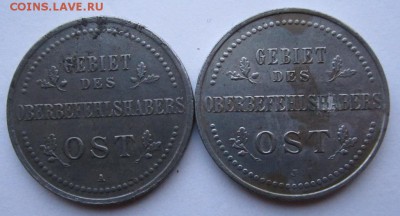 COINS.LAVE.RU
GEBIET
DES
OBERBEFEHLSHABERS
OST
A
GEBIET
DES
OBERBEFEHLSHABERS
OST